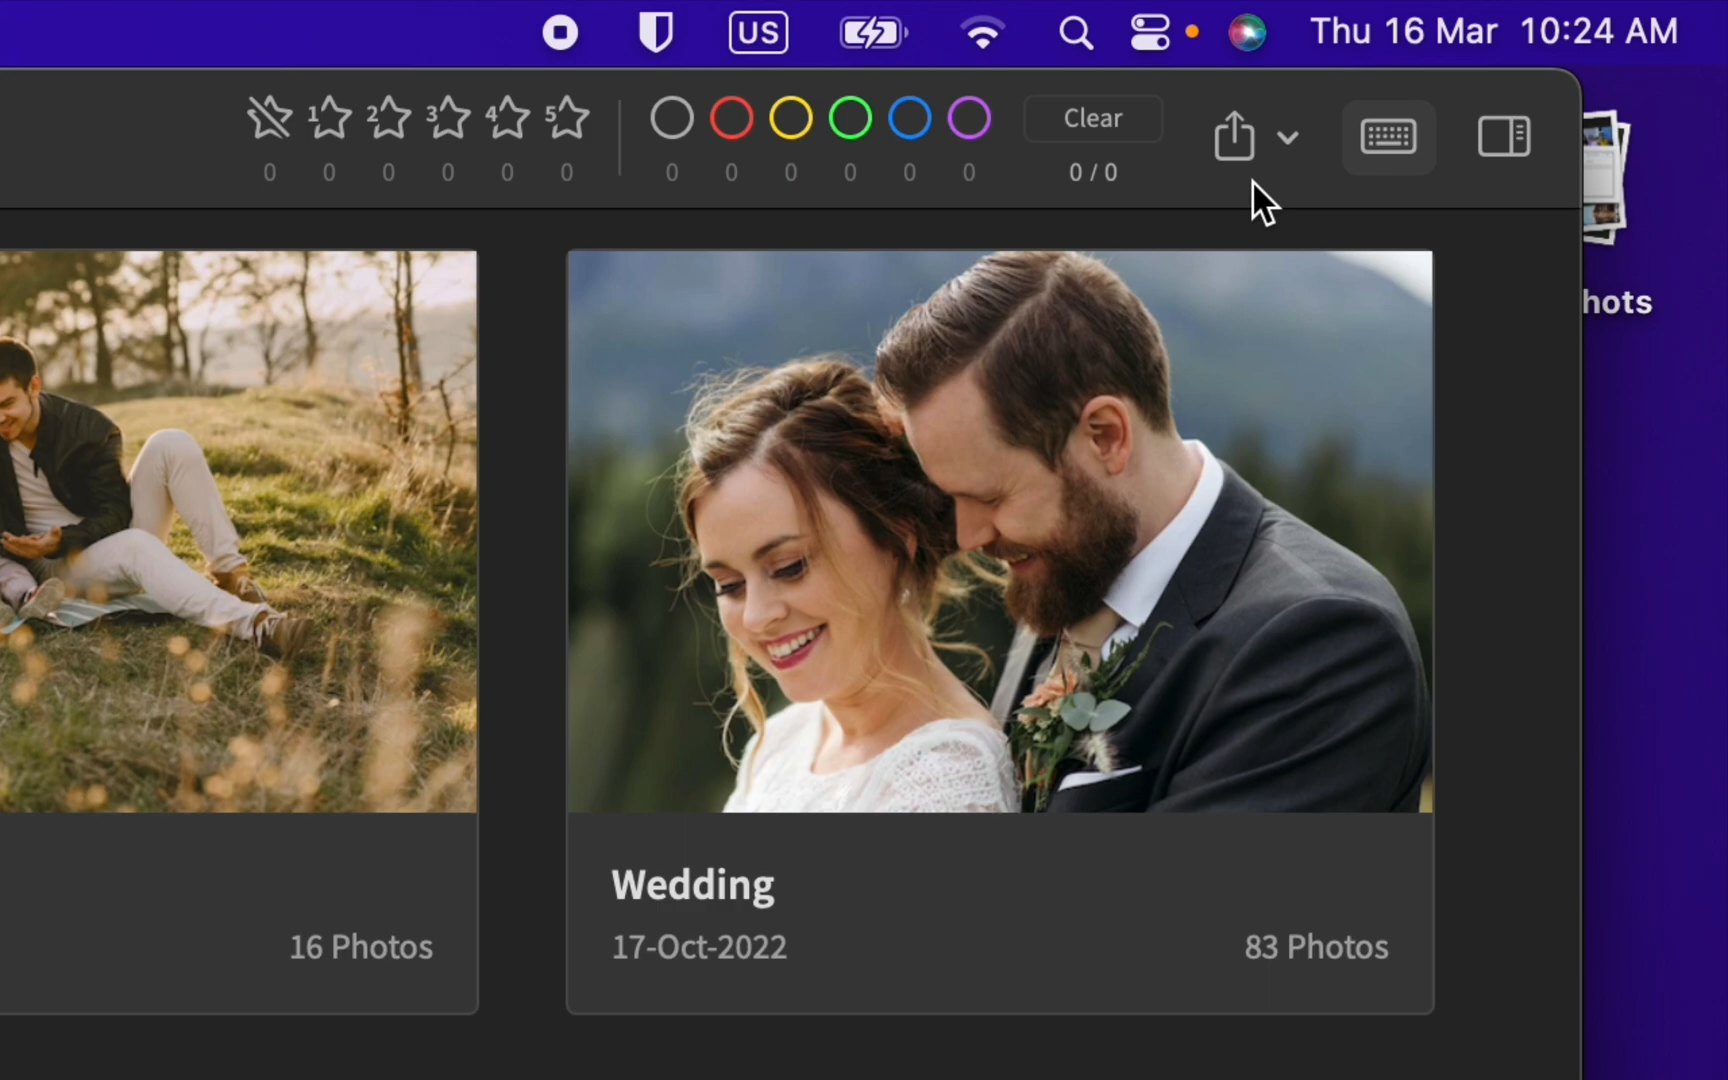 US
Thu 16 Mar 10:24 AM
1 2 3 4 5
Clear
0 0 0 0 0 0 0 0 0 0 0 0 0 / 0
hots
Wedding
16 Photos
17-Oct-2022 83 Photos